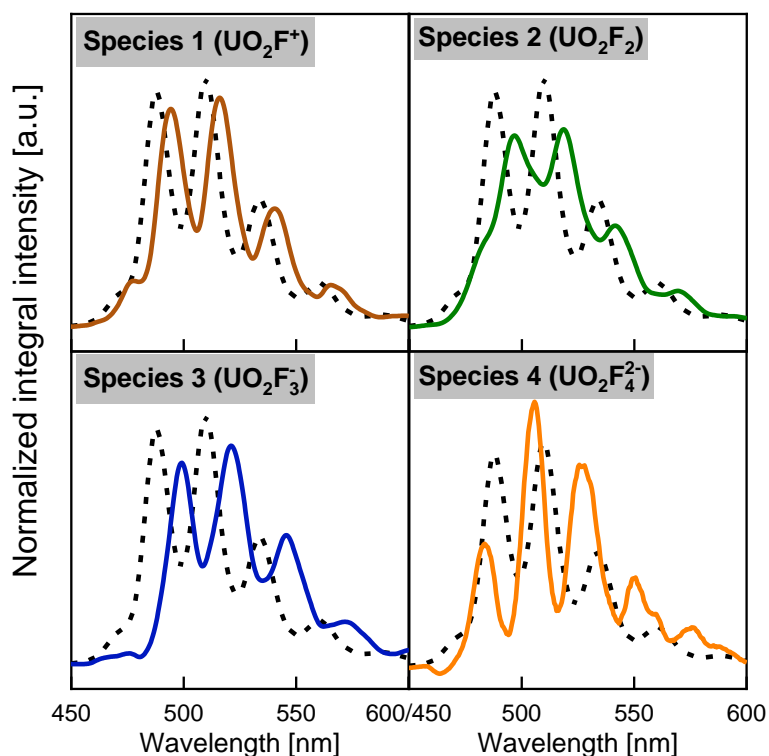 Species 1 (UO₂F⁺)
Species 2 (UO₂F₂)
Normalized integral intensity [a.u.]
Species 3 (UO₂F₃⁻)
Species 4 (UO₂F₄²⁻)
450 500 550 600/450 500 550 600
Wavelength [nm] Wavelength [nm]